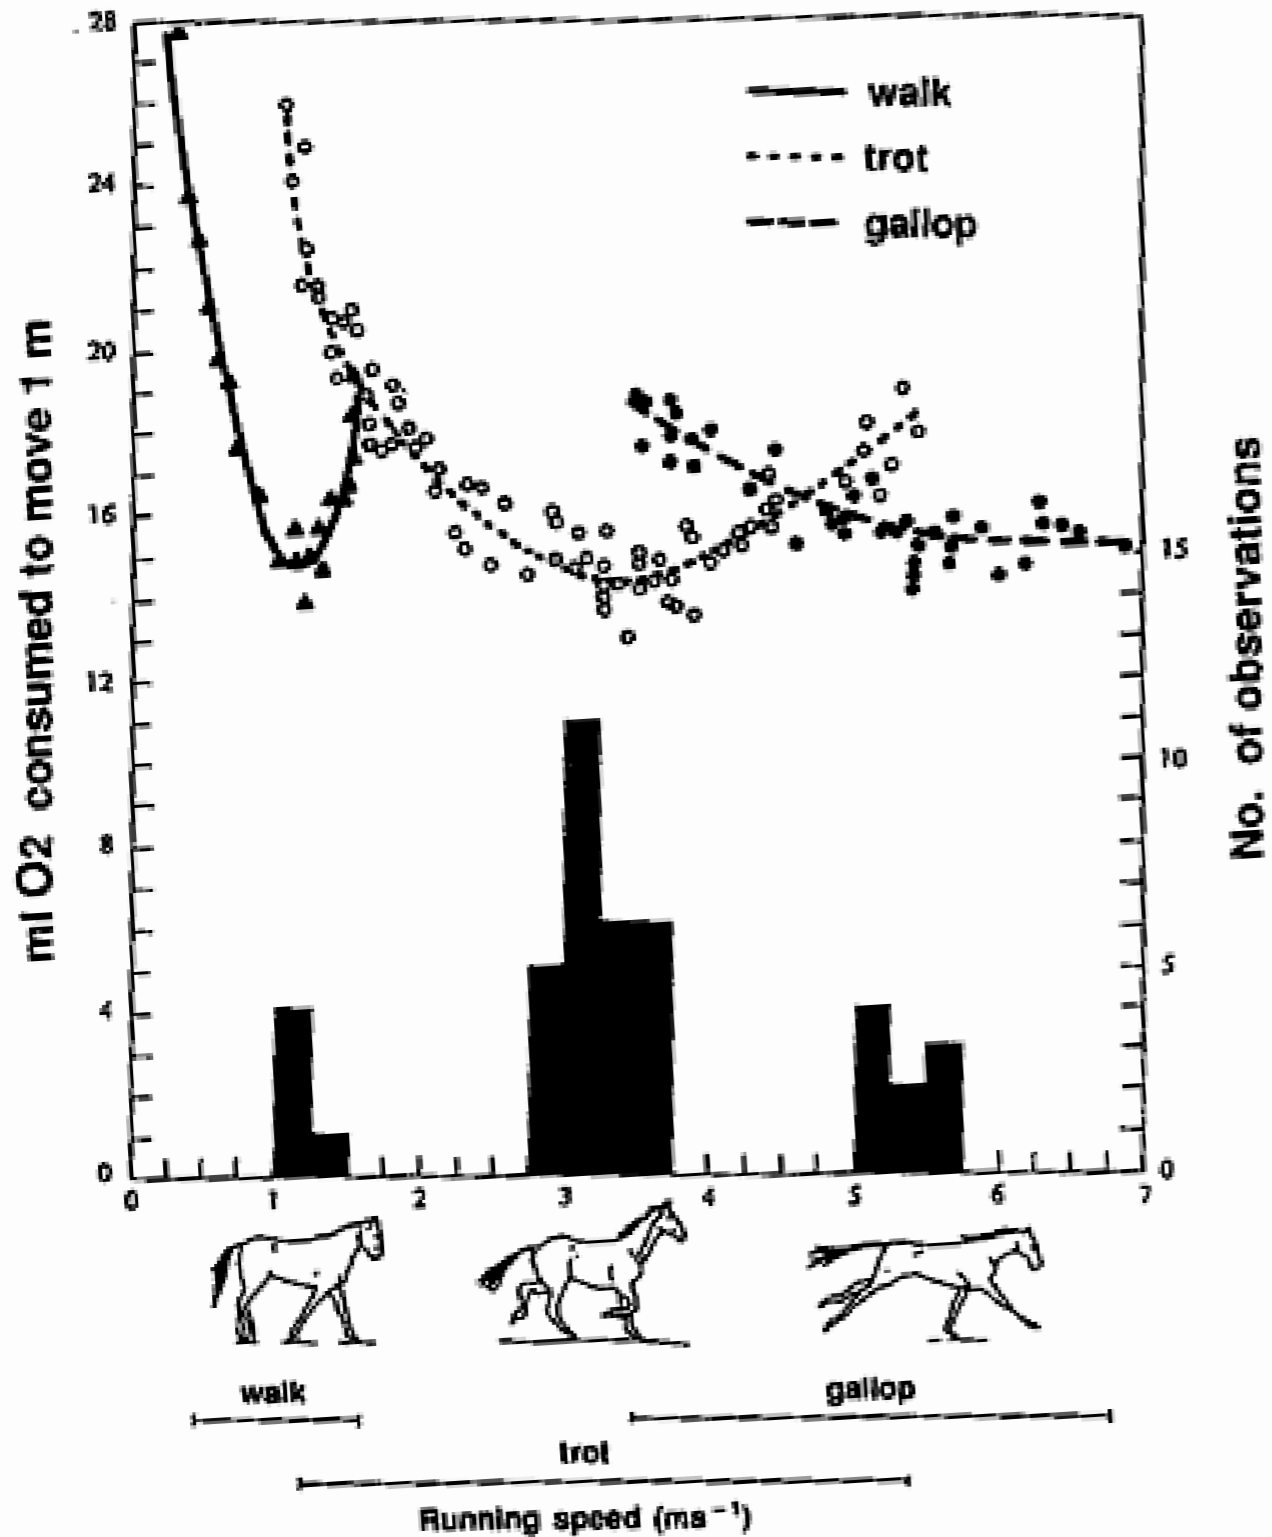 28
24
20
16
12
8
4
0
ml O2 consumed to move 1 m
walk
trot
gallop
15
10
5
0
No. of observations
0 1 2 3 4 5 6 7
walk
gallop
trot
Running speed (ms⁻¹)